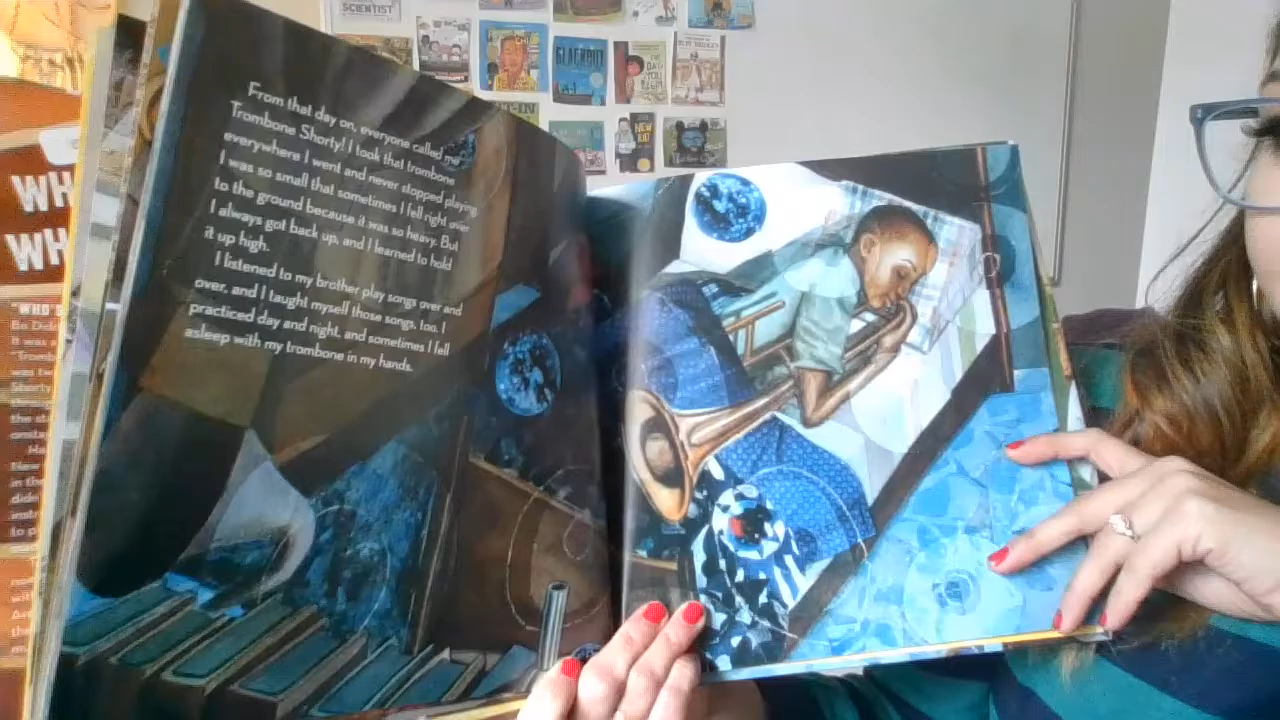 From that day on, everyone called me
Trombone Shorty! I took that trombone
everywhere I went and never stopped playing.
I was so small that sometimes I fell right over
to the ground because it was so heavy. But
I always got back up, and I learned to hold
it up high.
I listened to my brother play songs over and
over, and I taught myself those songs, too. I
practiced day and night, and sometimes I fell
asleep with my trombone in my hands.
WH
WH
SCIENTIST
THE
DAY
YOU
BEGIN
NEW
KID